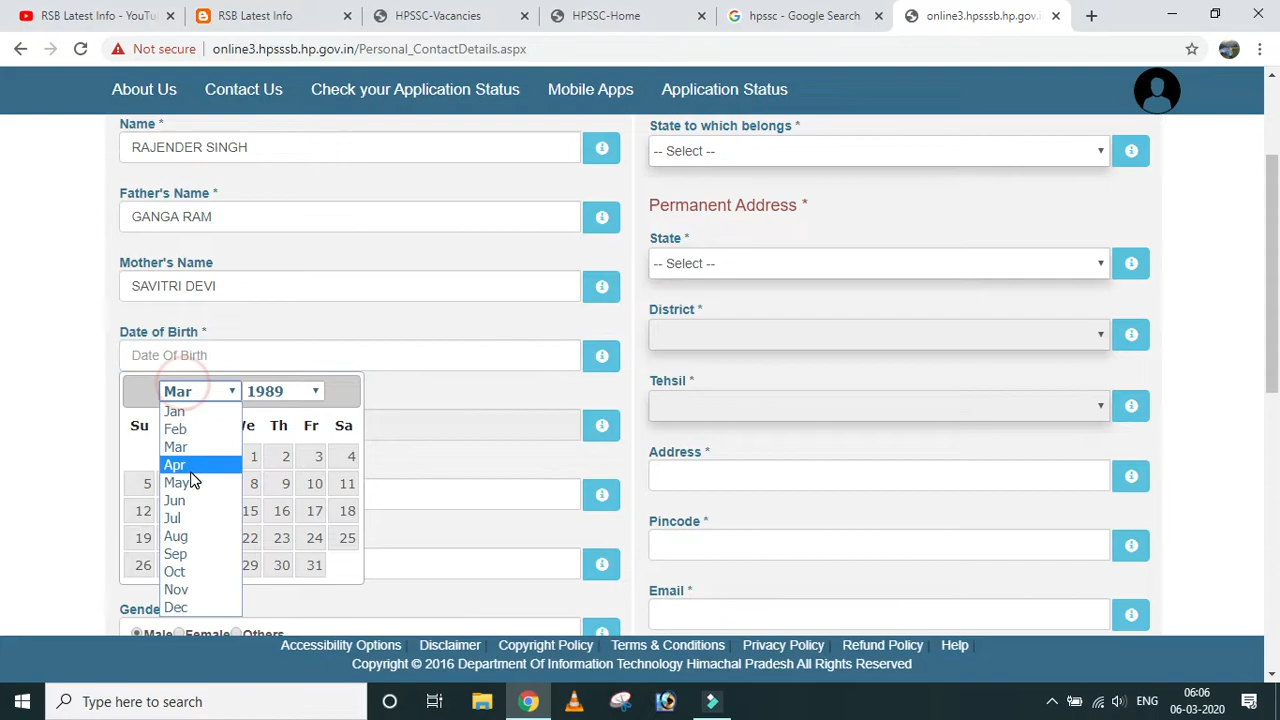 RSB Latest Info - YouTu
RSB Latest Info
HPSSC-Vacancies
HPSSC-Home
hpssc - Google Search
online3.hpsssb.hp.gov.i
Not secure
online3.hpsssb.hp.gov.in/Personal_ContactDetails.aspx
About Us
Contact Us
Check your Application Status
Mobile Apps
Application Status
Name *
RAJENDER SINGH
Father's Name *
GANGA RAM
Mother's Name
SAVITRI DEVI
Date of Birth *
Date Of Birth
Mar
1989
Su
We Th Fr Sa
1 2 3 4
5 8 9 10 11
12 15 16 17 18
19 22 23 24 25
26 29 30 31
Jan
Feb
Mar
Apr
May
Jun
Jul
Aug
Sep
Oct
Nov
Dec
Gende
Male Female Others
State to which belongs *
-- Select --
Permanent Address *
State *
-- Select --
District *
Tehsil *
Address *
Pincode *
Email *
Accessibility Options | Disclaimer | Copyright Policy | Terms & Conditions | Privacy Policy | Refund Policy | Help |
Copyright © 2016 Department Of Information Technology Himachal Pradesh All Rights Reserved
Type here to search
ENG
06:06
06-03-2020